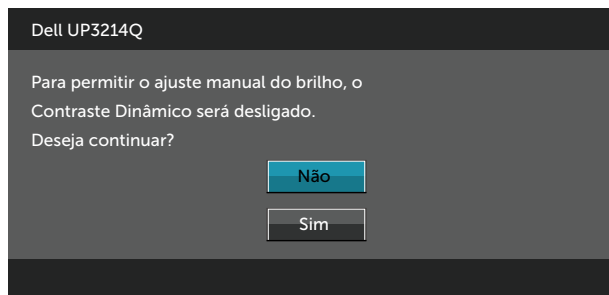 Dell UP3214Q
Para permitir o ajuste manual do brilho, o
Contraste Dinâmico será desligado.
Deseja continuar?
Não
Sim